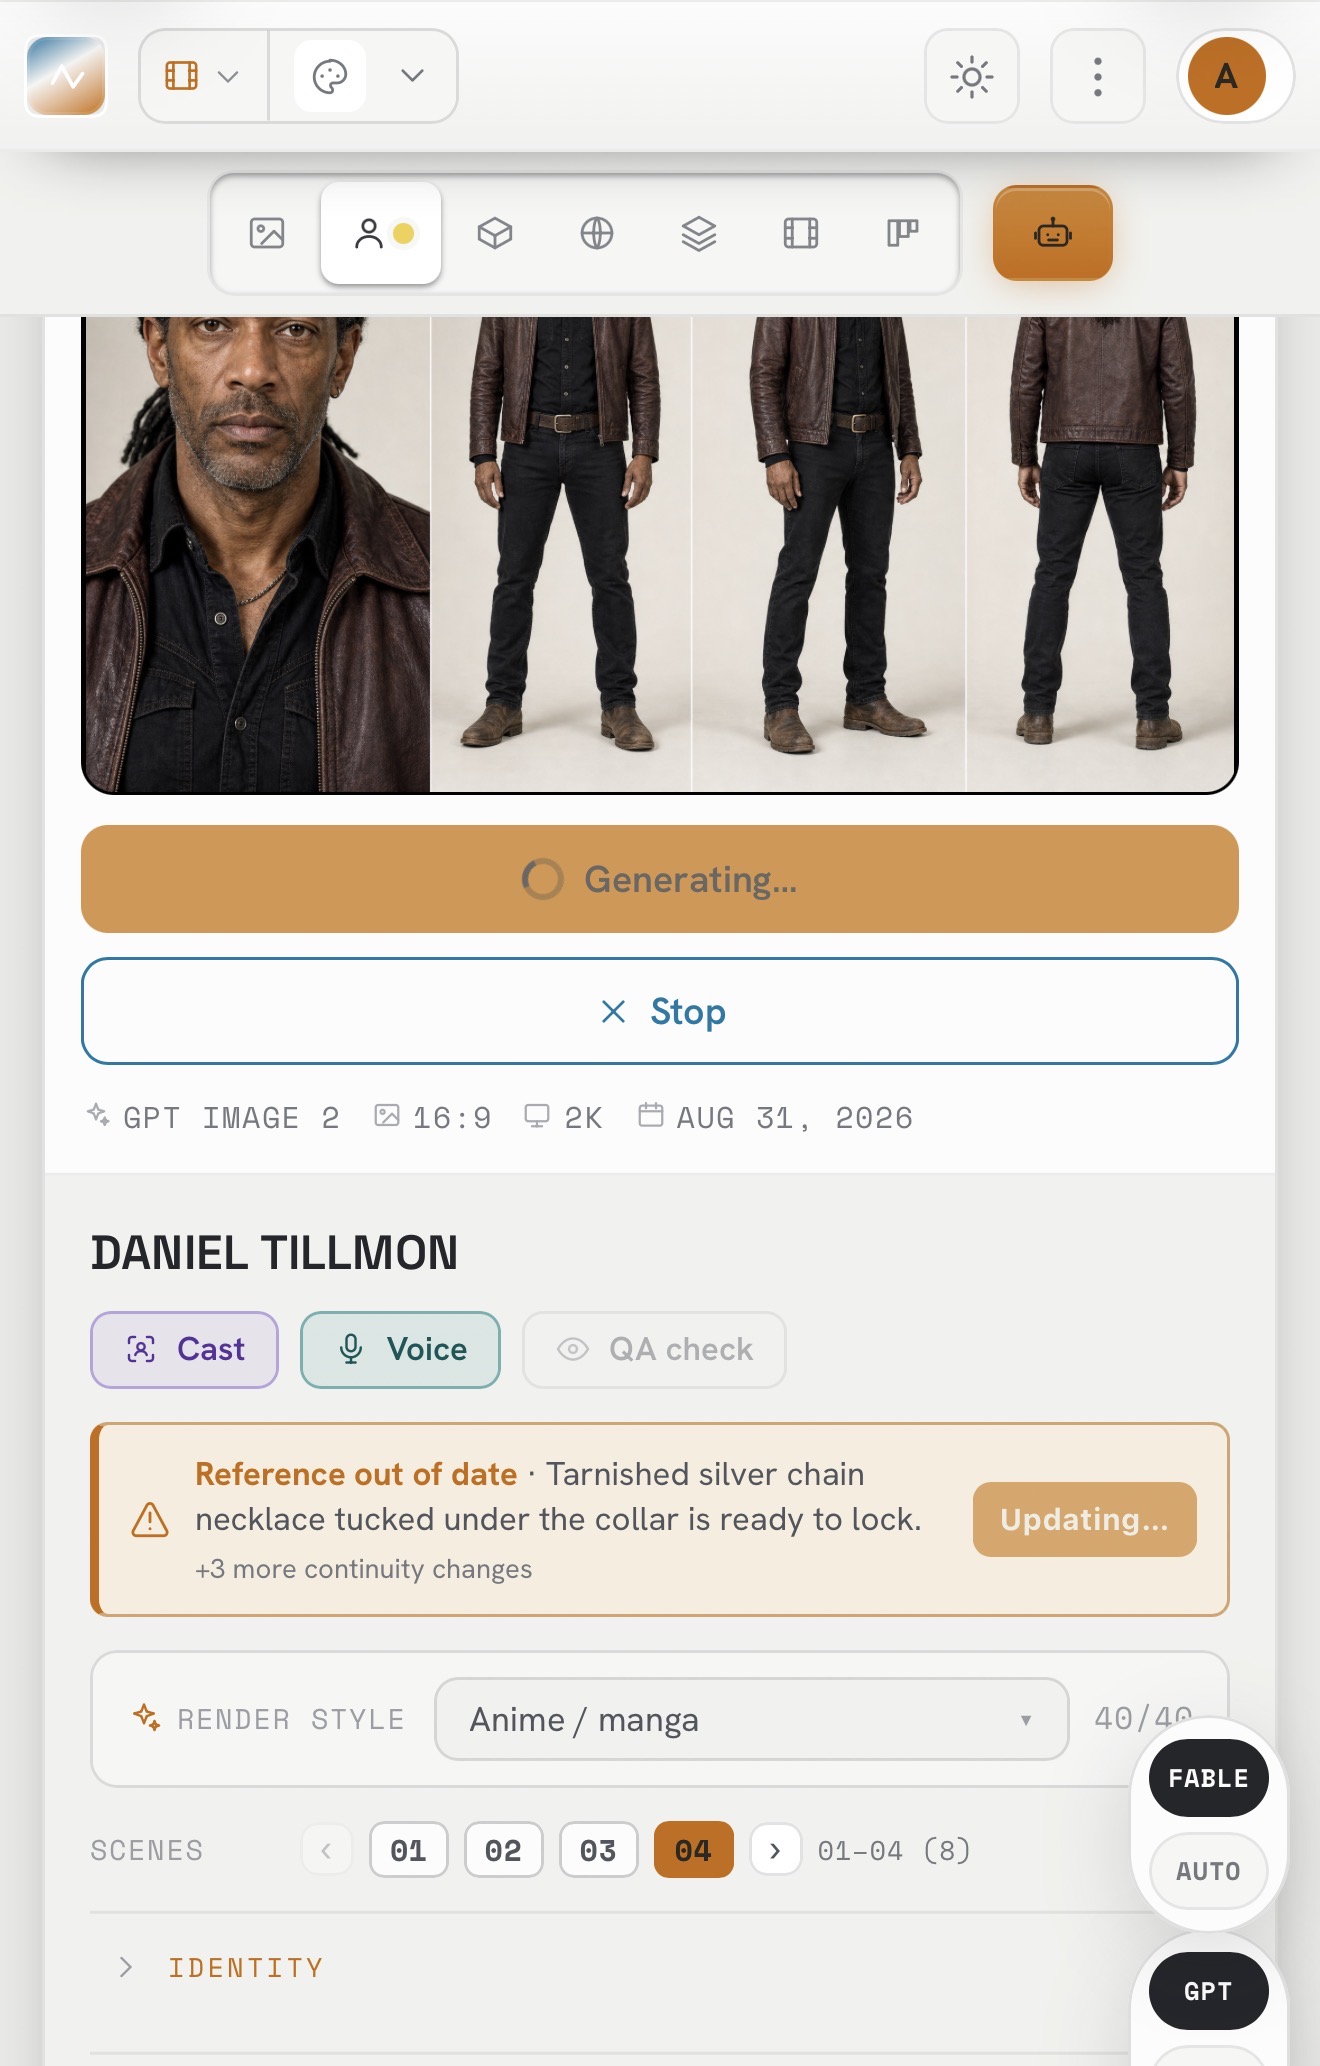 A
Generating...
Stop
GPT IMAGE 2 16:9 2K AUG 31, 2026
DANIEL TILLMON
Cast Voice QA check
Reference out of date · Tarnished silver chain
necklace tucked under the collar is ready to lock.
+3 more continuity changes
Updating...
RENDER STYLE Anime / manga 40/40
FABLE
SCENES 01 02 03 04 01–04 (8)
AUTO
IDENTITY
GPT